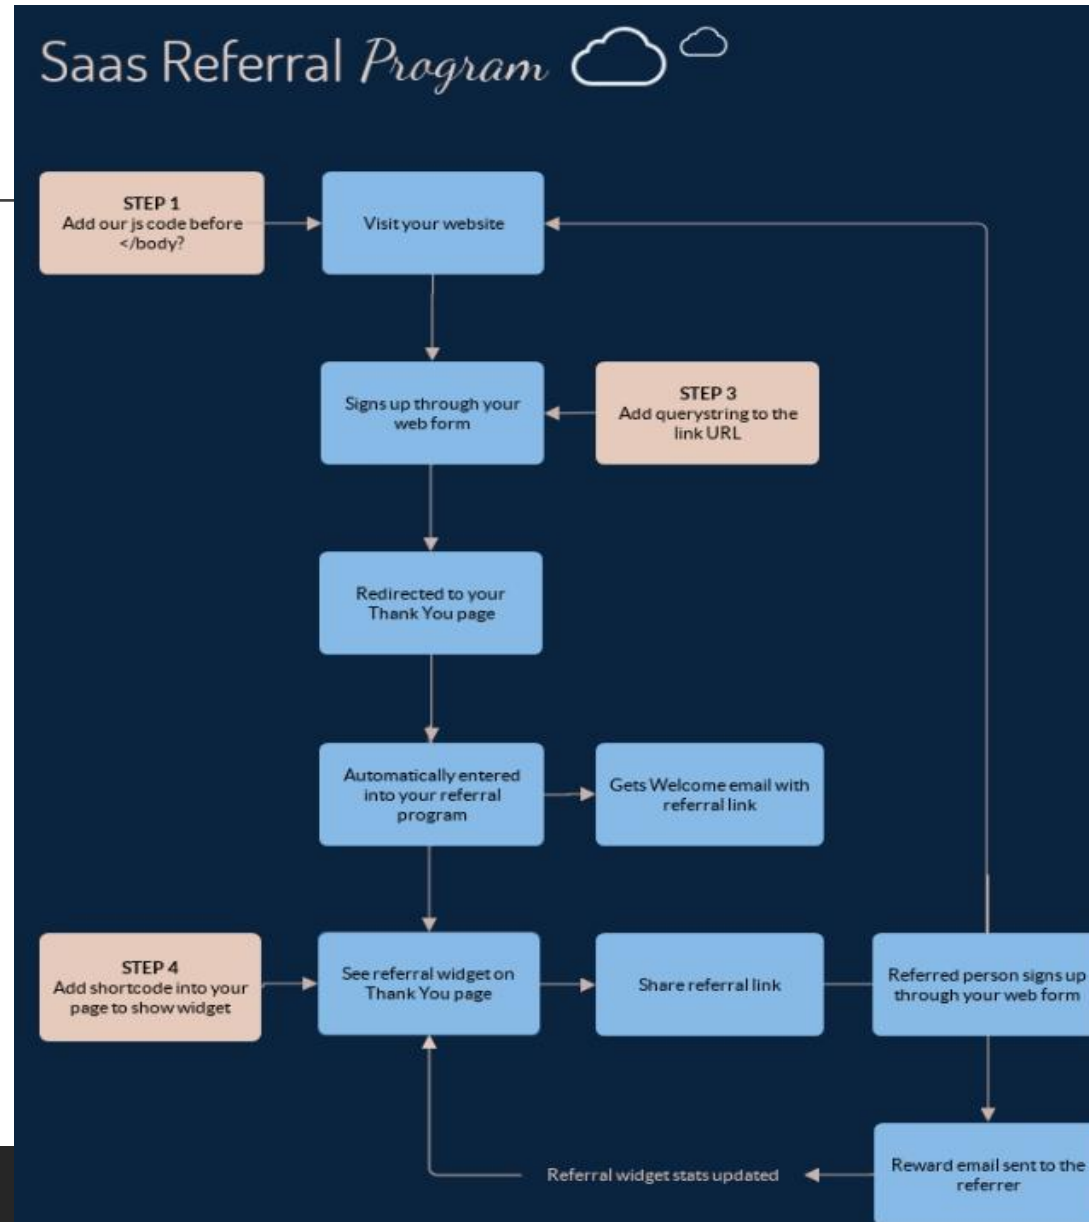 Saas Referral Program
STEP 1
Add our js code before
</body?
Visit your website
Signs up through your
web form
STEP 3
Add querystring to the
link URL
Redirected to your
Thank You page
Automatically entered
into your referral
program
Gets Welcome email with
referral link
STEP 4
Add shortcode into your
page to show widget
See referral widget on
Thank You page
Share referral link
Referred person signs up
through your web form
Referral widget stats updated
Reward email sent to the
referrer